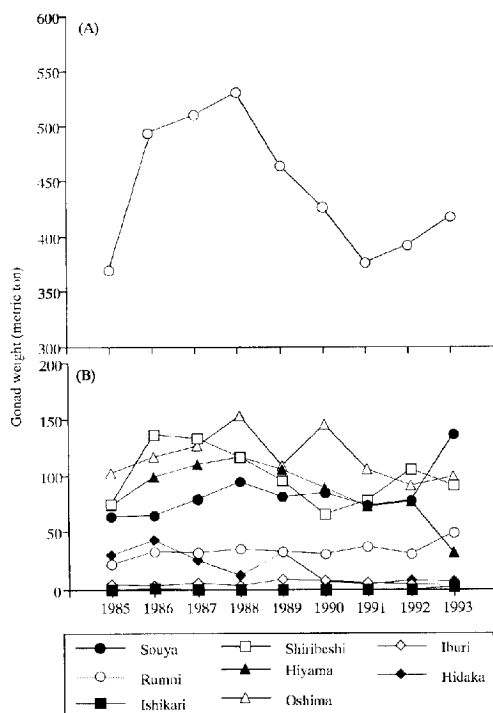 600
(A)
550
500
450
400
350
300
Gonad weight (metric ton)
200
(B)
150
100
50
0
1985 1986 1987 1988 1989 1990 1991 1992 1993
Souya Shiribeshi Iburi
Rumni Hiyama Hidaka
Ishikari Oshima